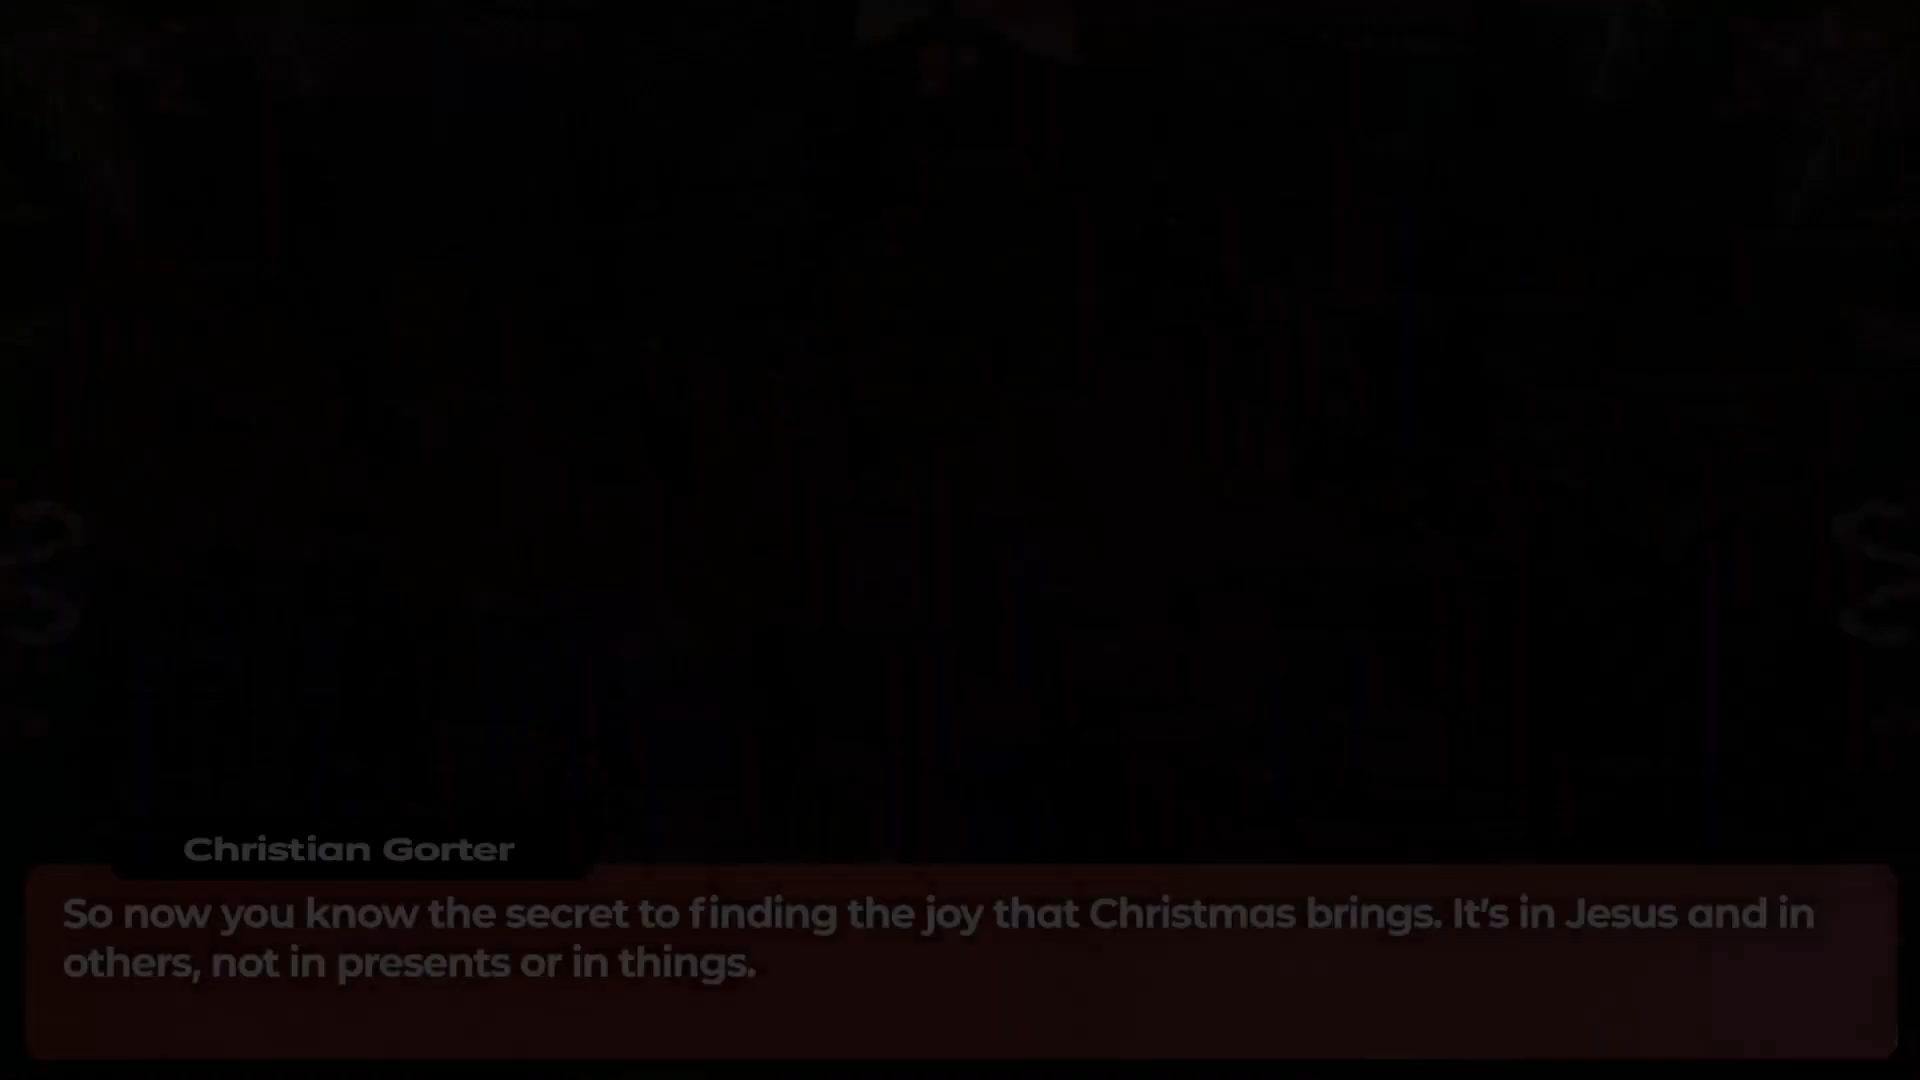 Christian Gorter
So now you know the secret to finding the joy that Christmas brings. It's in Jesus and in
others, not in presents or in things.